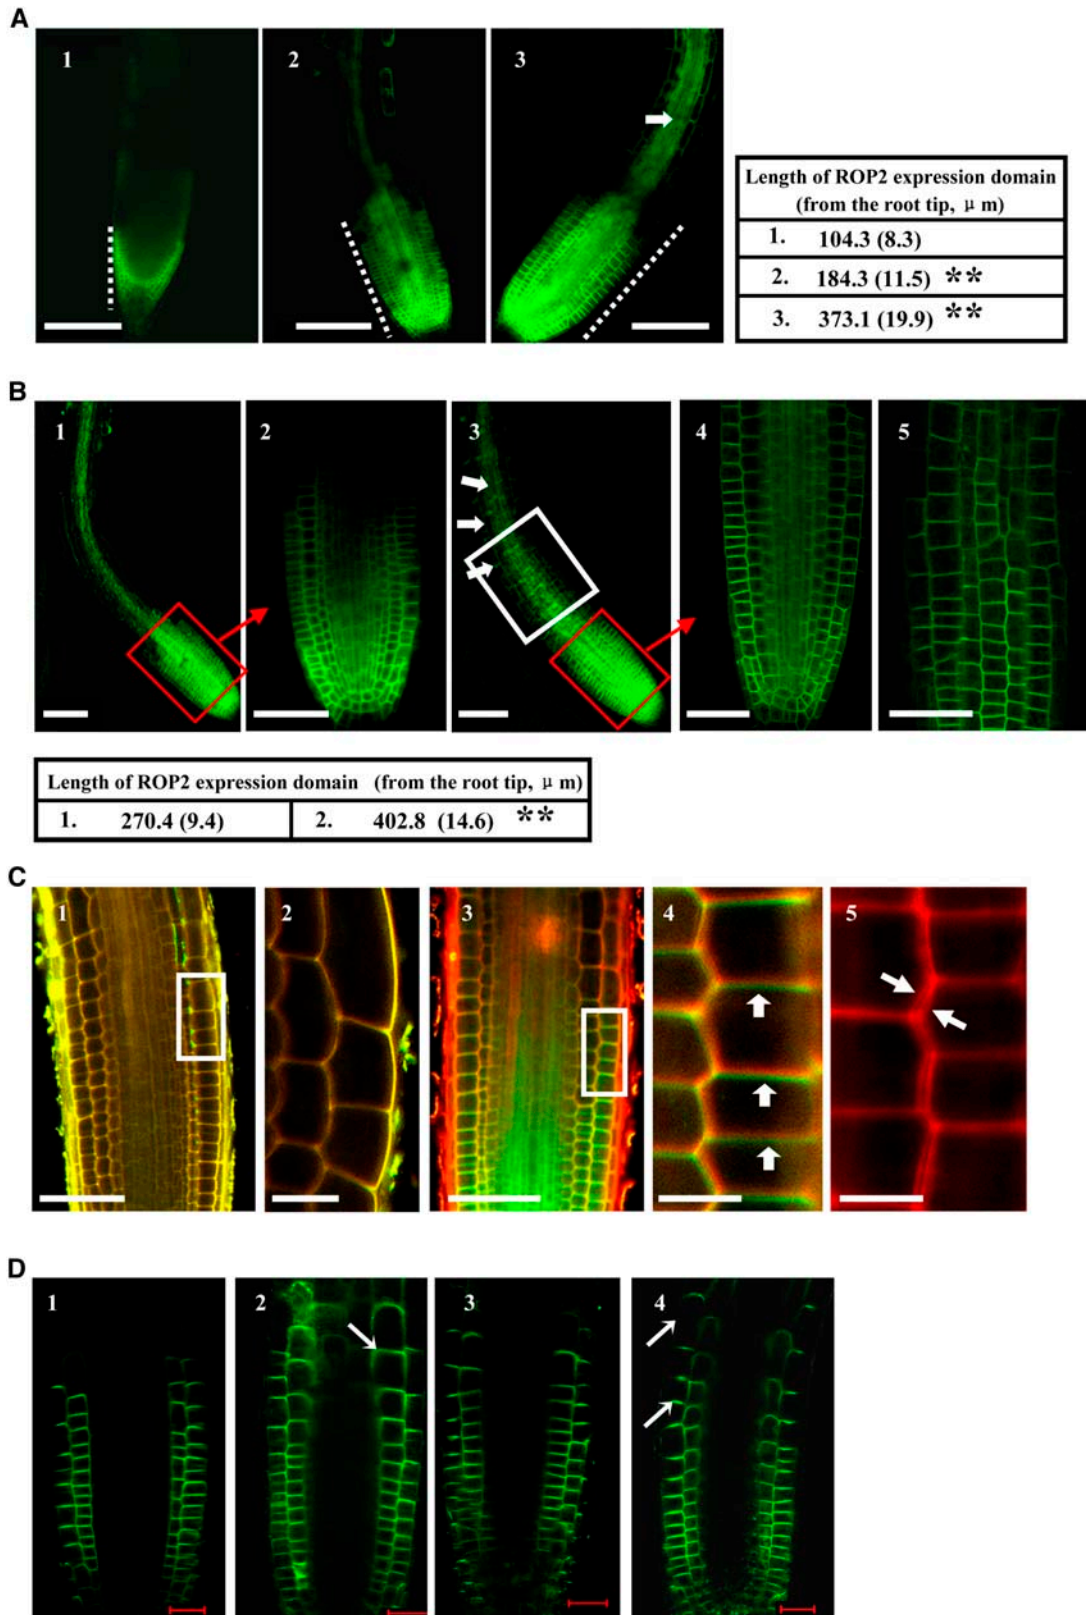 A
1 2 3
Length of ROP2 expression domain
(from the root tip, μ m)
1. 104.3 (8.3)
2. 184.3 (11.5) **
3. 373.1 (19.9) **
B
1 2 3 4 5
Length of ROP2 expression domain (from the root tip, μ m)
1. 270.4 (9.4) 2. 402.8 (14.6) **
C
1 2 3 4 5
D
1 2 3 4